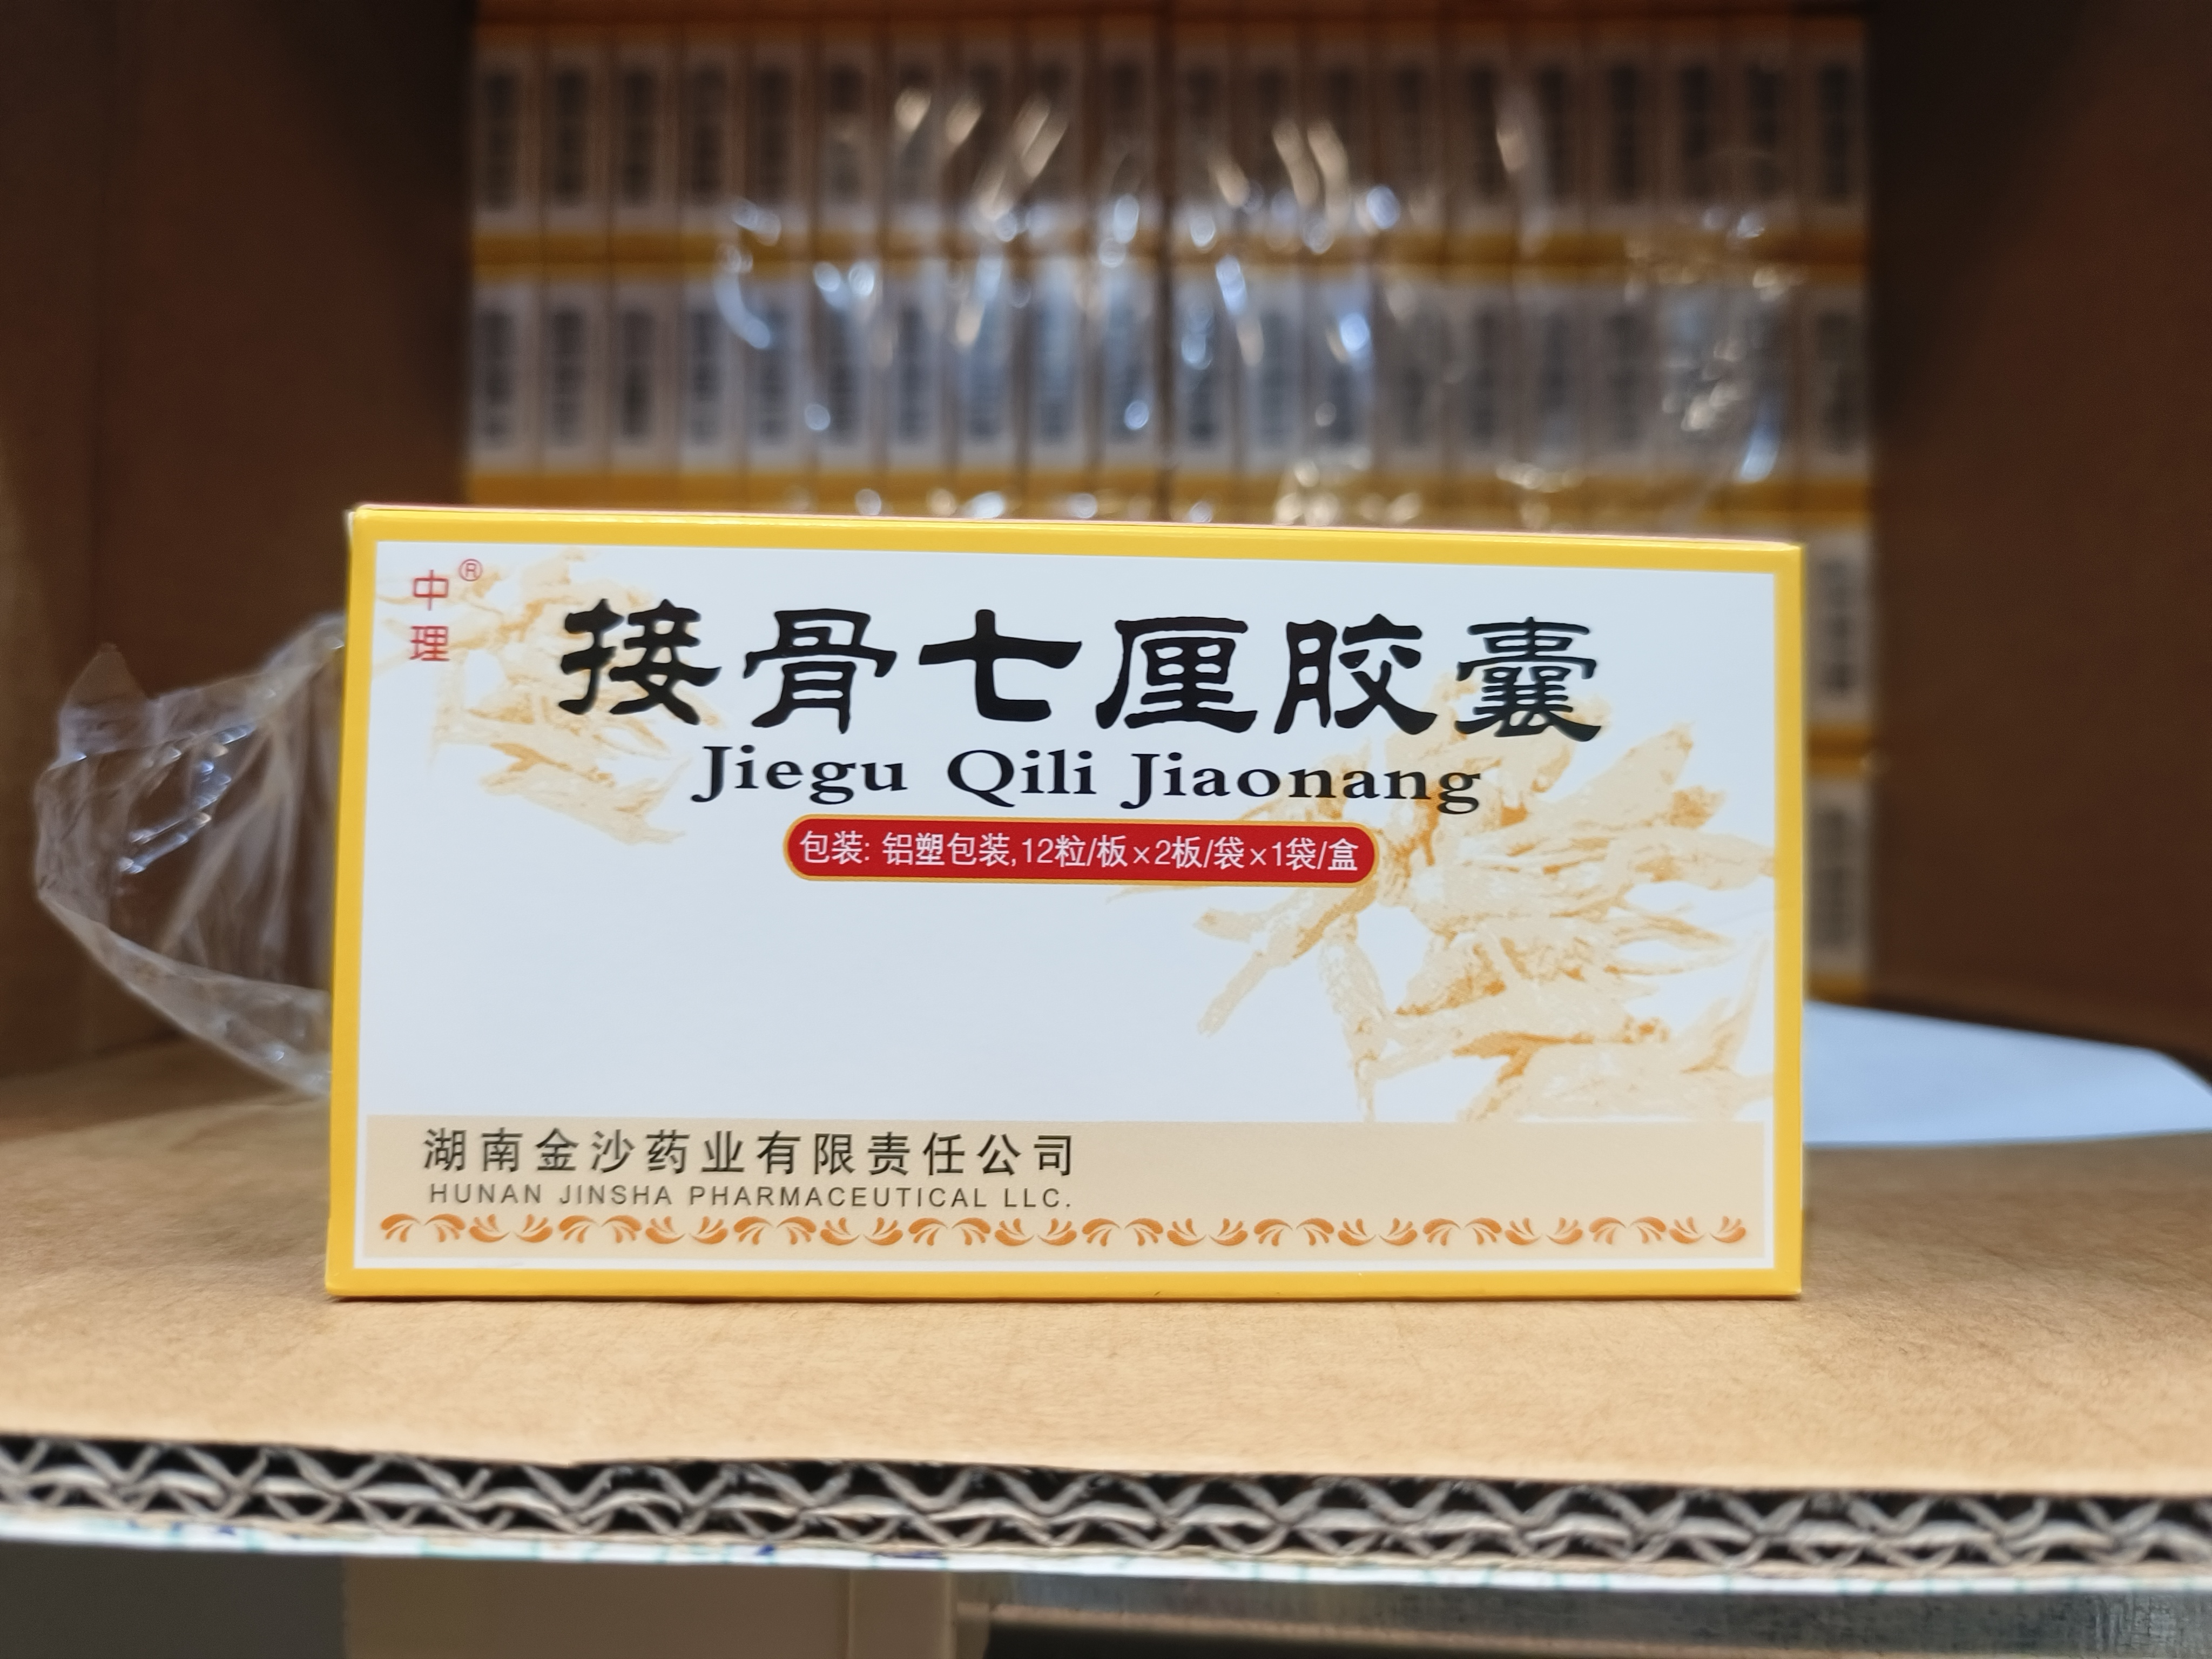 中理®
接骨七厘胶囊
Jiegu Qili Jiaonang
包装: 铝塑包装,12粒/板×2板/袋×1袋/盒
湖南金沙药业有限责任公司
HUNAN JINSHA PHARMACEUTICAL LLC.